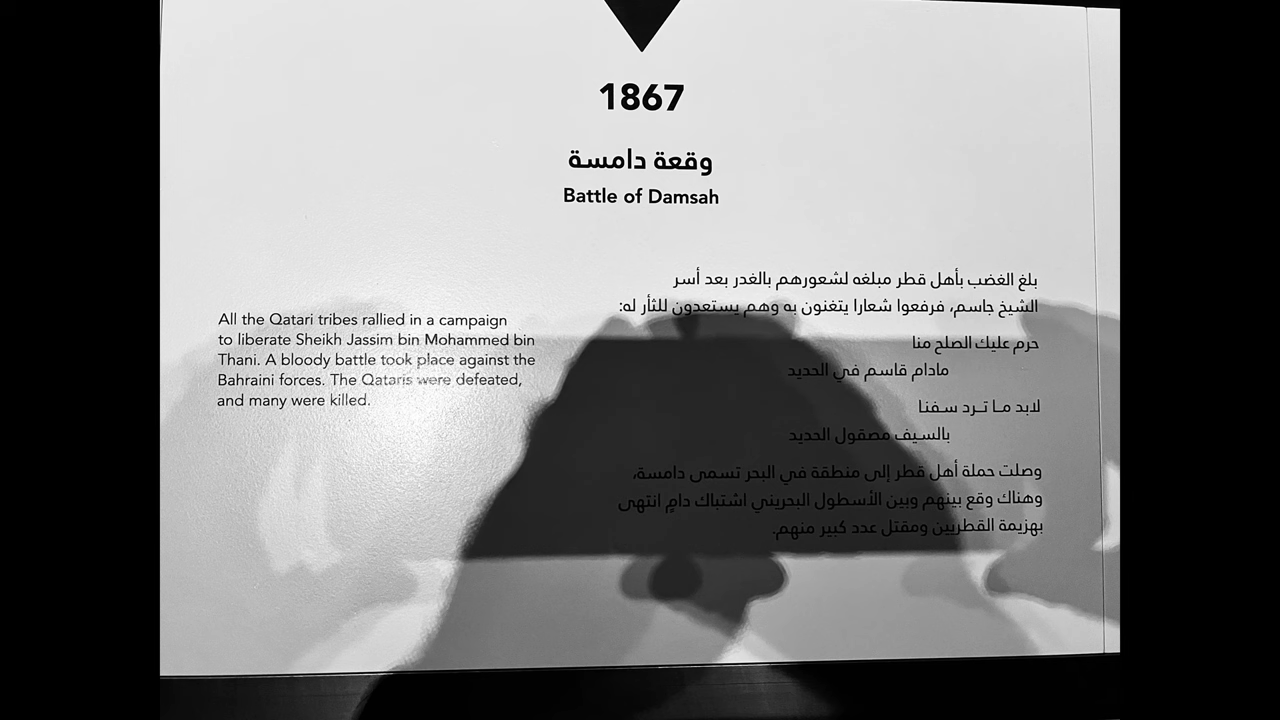 1867
وقعة دامسة
Battle of Damsah
All the Qatari tribes rallied in a campaign
to liberate Sheikh Jassim bin Mohammed bin
Thani. A bloody battle took place against the
Bahraini forces. The Qataris were defeated,
and many were killed.
بلغ الغضب بأهل قطر مبلغه لشعورهم بالغدر بعد أسر
الشيخ جاسم، فرفعوا شعارا يتغنون به وهم يستعدون للثأر له:
حرم عليك الصلح منا
مادام قاسم في الحديد
لابد مـا تـرد سـفنـا
بالسيف مصقول الحديد
وصلت حملة أهل قطر إلى منطقة في البحر تسمى دامسة،
وهناك وقع بينهم وبين الأسطول البحريني اشتباك دامٍ انتهى
بهزيمة القطريين ومقتل عدد كبير منهم.